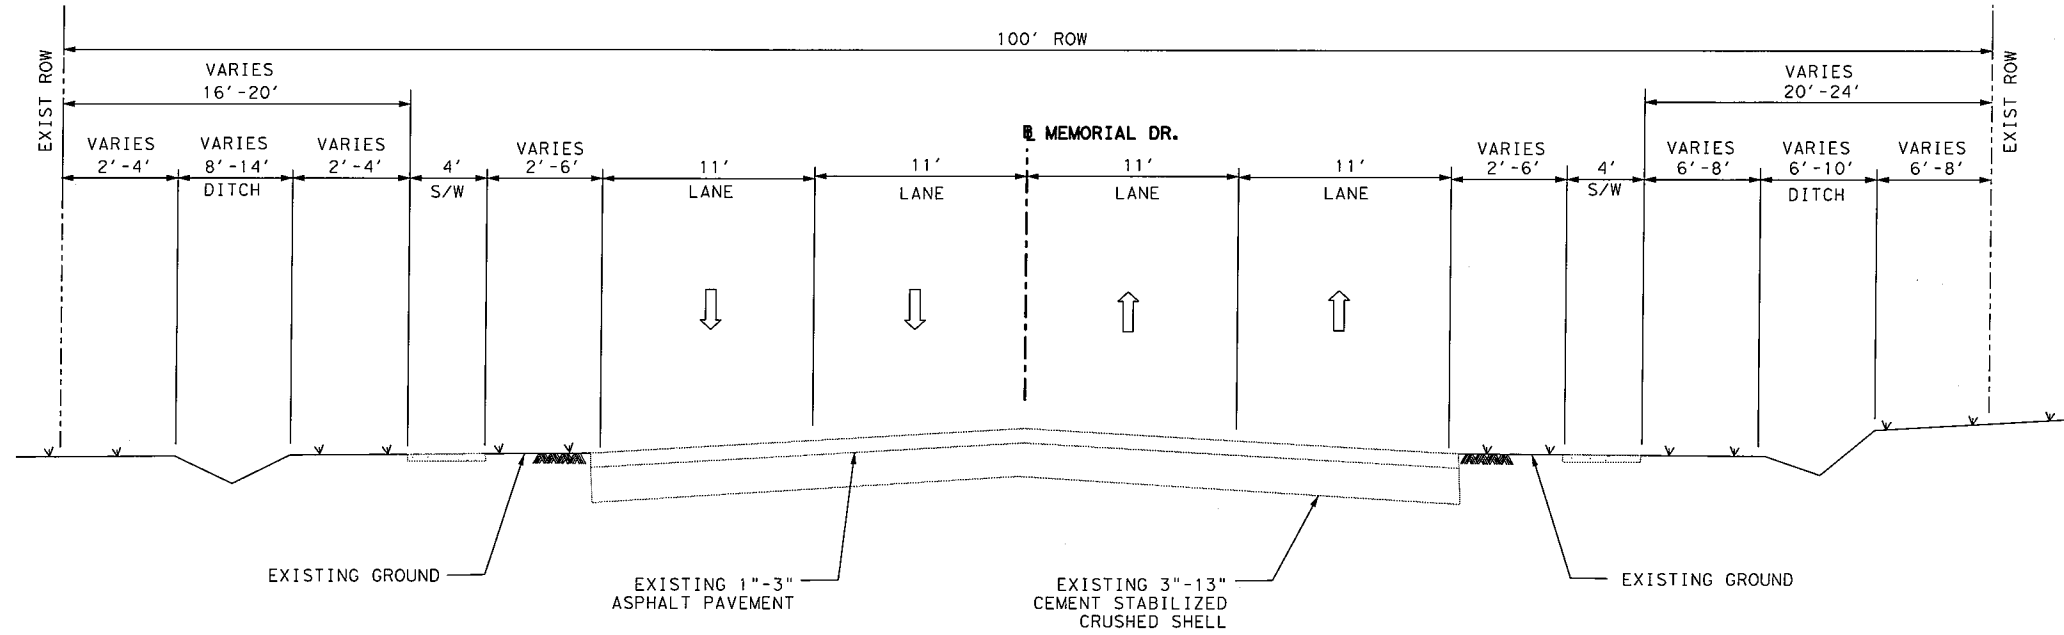 100' ROW
EXIST ROW
EXIST ROW
VARIES
16'-20'
VARIES
20'-24'
℄ MEMORIAL DR.
VARIES
2'-4'
VARIES
8'-14'
DITCH
VARIES
2'-4'
4'
S/W
VARIES
2'-6'
11'
LANE
11'
LANE
11'
LANE
11'
LANE
VARIES
2'-6'
4'
S/W
VARIES
6'-8'
VARIES
6'-10'
DITCH
VARIES
6'-8'
EXISTING GROUND
EXISTING 1"-3"
ASPHALT PAVEMENT
EXISTING 3"-13"
CEMENT STABILIZED
CRUSHED SHELL
EXISTING GROUND